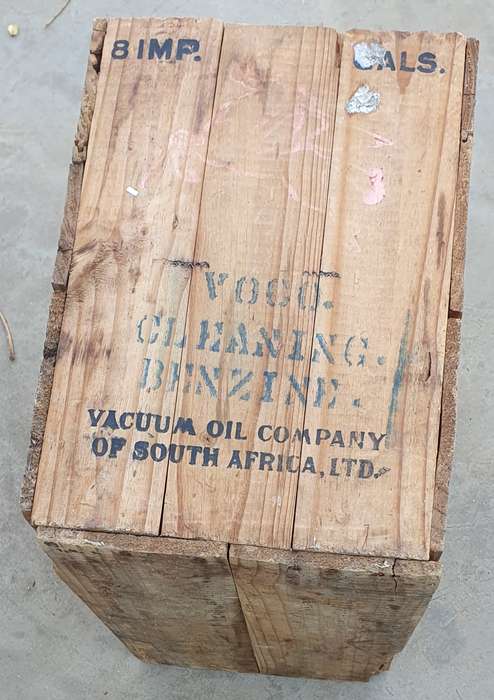 8 IMP. GALS.
VOCO.
CLEANING.
BENZINE.
VACUUM OIL COMPANY
OF SOUTH AFRICA, LTD.